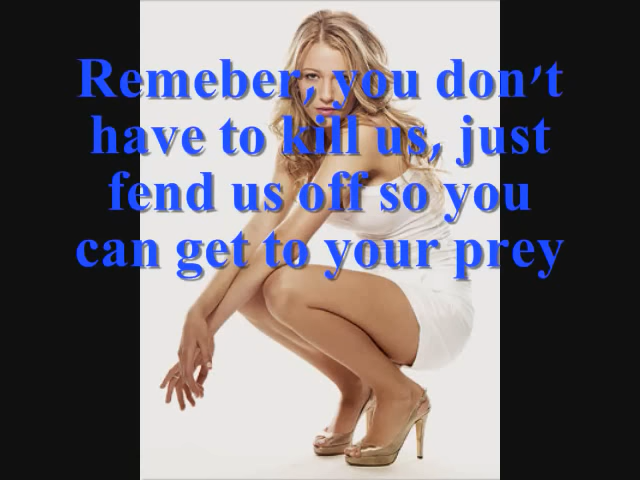 Remeber, you don't
have to kill us, just
fend us off so you
can get to your prey